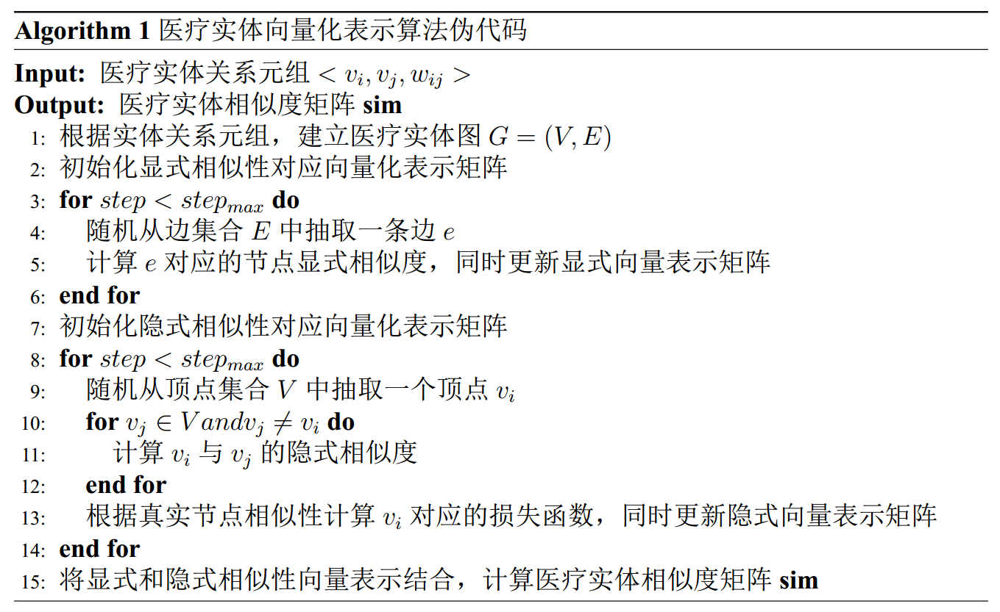 Algorithm 1 医疗实体向量化表示算法伪代码
Input: 医疗实体关系元组 < v_i, v_j, w_ij >
Output: 医疗实体相似度矩阵 sim
1: 根据实体关系元组，建立医疗实体图 G = (V, E)
2: 初始化显式相似性对应向量化表示矩阵
3: for step < step_max do
4: 随机从边集合 E 中抽取一条边 e
5: 计算 e 对应的节点显式相似度，同时更新显式向量表示矩阵
6: end for
7: 初始化隐式相似性对应向量化表示矩阵
8: for step < step_max do
9: 随机从顶点集合 V 中抽取一个顶点 v_i
10: for v_j ∈ V and v_j ≠ v_i do
11: 计算 v_i 与 v_j 的隐式相似度
12: end for
13: 根据真实节点相似性计算 v_i 对应的损失函数，同时更新隐式向量表示矩阵
14: end for
15: 将显式和隐式相似性向量表示结合，计算医疗实体相似度矩阵 sim